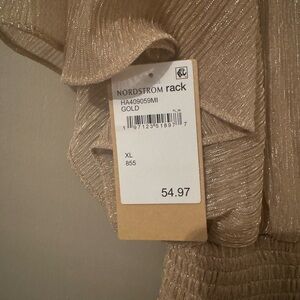 NORDSTROM rack
HA409059MI
GOLD
XL
855
54.97